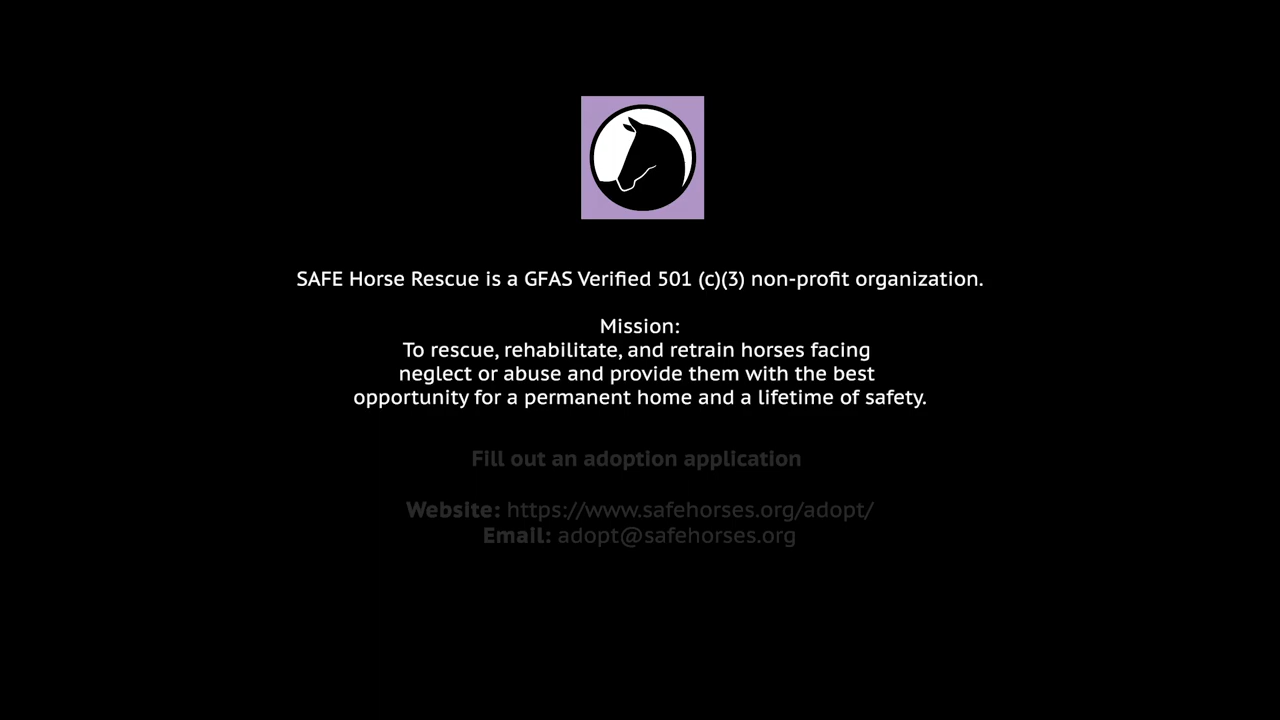 SAFE Horse Rescue is a GFAS Verified 501 (c)(3) non-profit organization.
Mission:
To rescue, rehabilitate, and retrain horses facing
neglect or abuse and provide them with the best
opportunity for a permanent home and a lifetime of safety.
Fill out an adoption application
Website: https://www.safehorses.org/adopt/
Email: adopt@safehorses.org